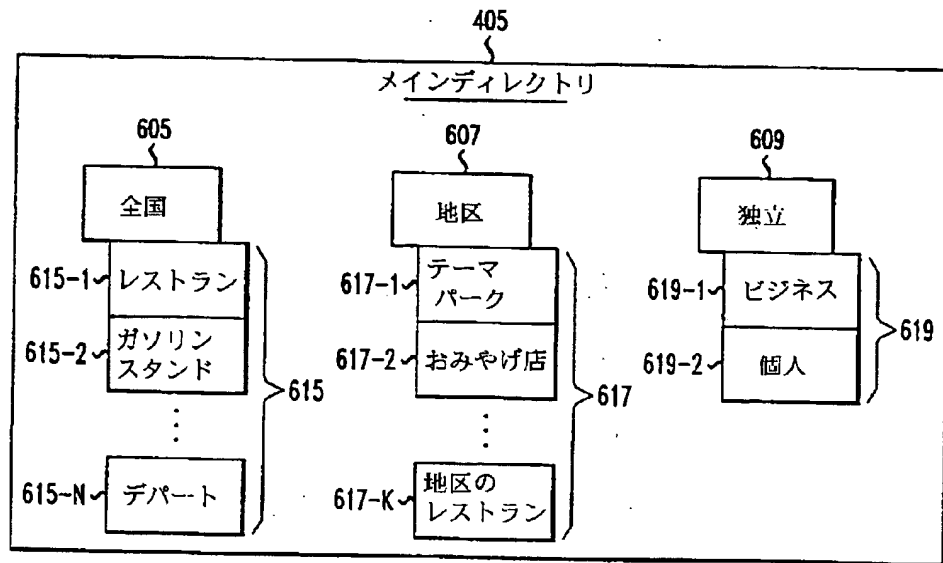 405
メインディレクトリ
605
全国
615-1 レストラン
615-2 ガソリン
スタンド
615-N デパート
615
607
地区
617-1 テーマ
パーク
617-2 おみやげ店
617-K 地区の
レストラン
617
609
独立
619-1 ビジネス
619-2 個人
619